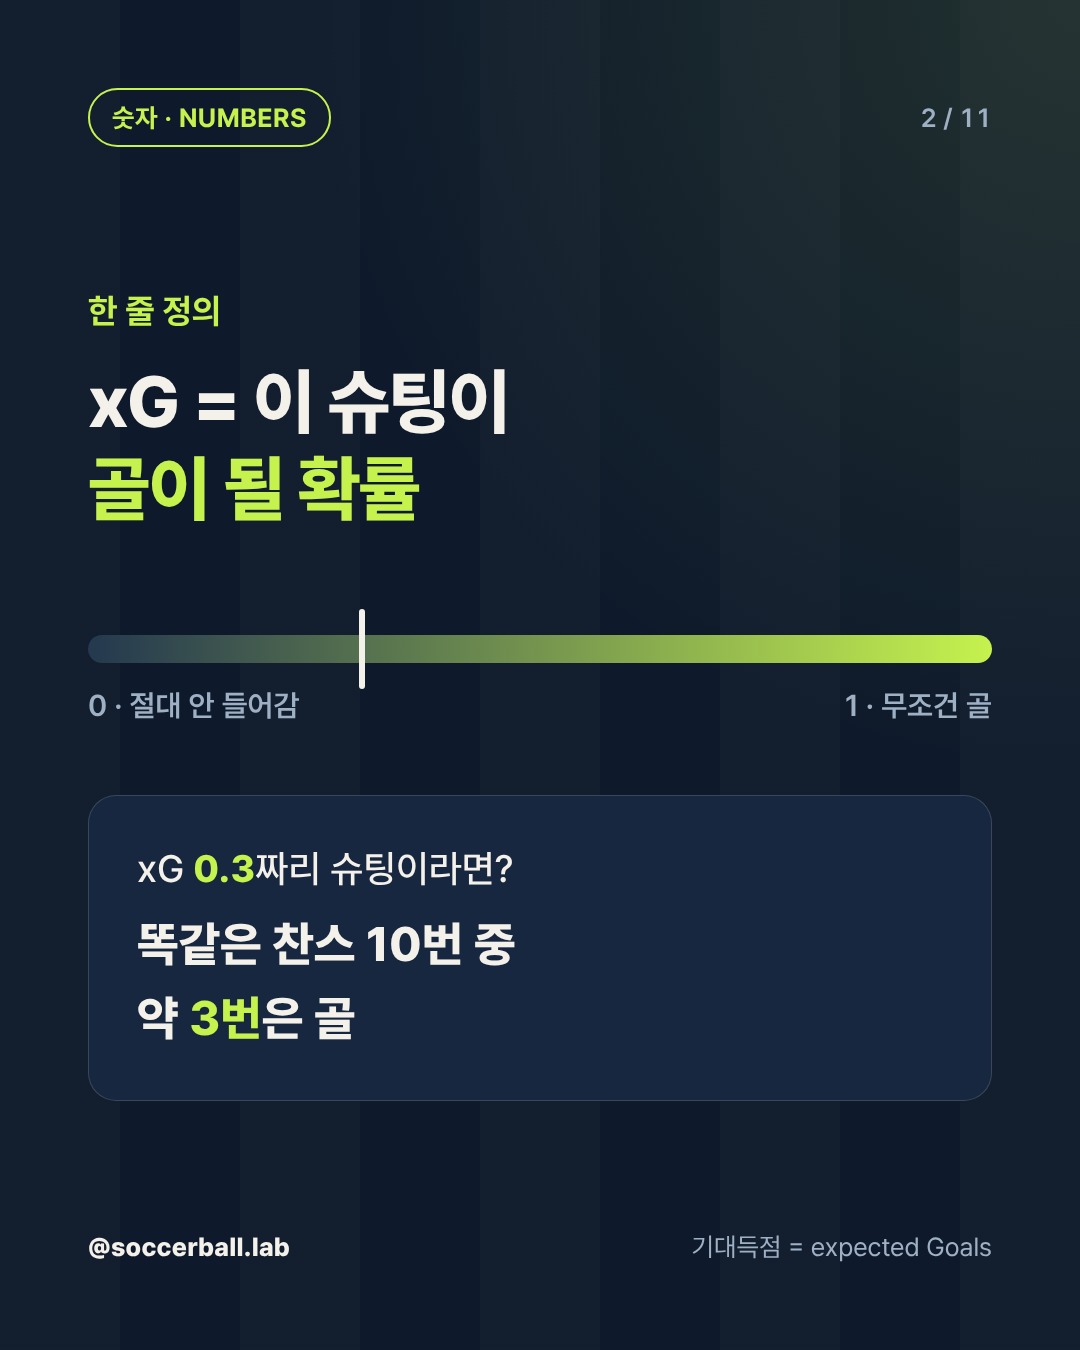 숫자 · NUMBERS
2 / 11
한 줄 정의
xG = 이 슈팅이
골이 될 확률
0 · 절대 안 들어감
1 · 무조건 골
xG 0.3짜리 슈팅이라면?
똑같은 찬스 10번 중
약 3번은 골
@soccerball.lab
기대득점 = expected Goals